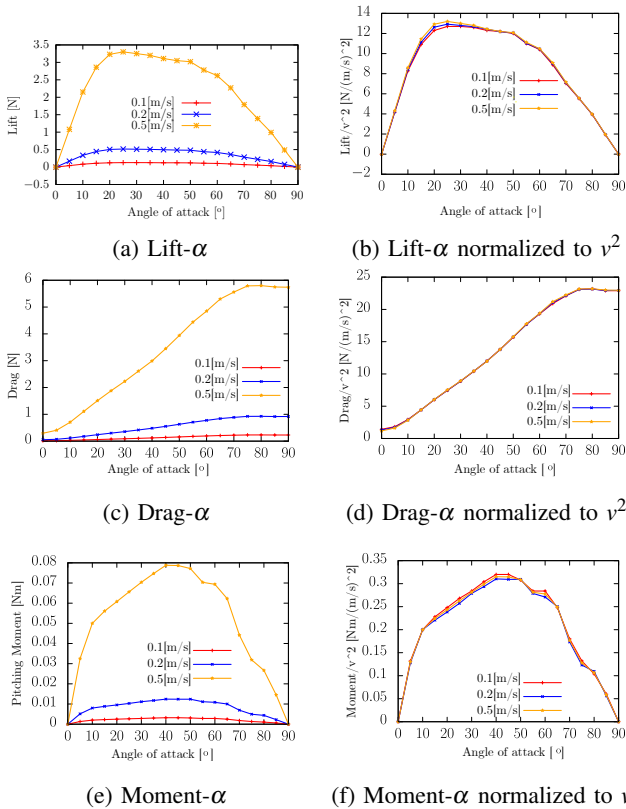 3.5
3
2.5
2
1.5
1
0.5
0
−0.5
Lift [N]
0.1[m/s]
0.2[m/s]
0.5[m/s]
0 10 20 30 40 50 60 70 80 90
Angle of attack [°]
(a) Lift-α
14
12
10
8
6
4
2
0
−2
Lift/v^2 [N/(m/s)^2]
0.1[m/s]
0.2[m/s]
0.5[m/s]
0 10 20 30 40 50 60 70 80 90
Angle of attack [°]
(b) Lift-α normalized to v²
6
5
4
3
2
1
0
Drag [N]
0.1[m/s]
0.2[m/s]
0.5[m/s]
0 10 20 30 40 50 60 70 80 90
Angle of attack [°]
(c) Drag-α
25
20
15
10
5
0
Drag/v^2 [N/(m/s)^2]
0.1[m/s]
0.2[m/s]
0.5[m/s]
0 10 20 30 40 50 60 70 80 90
Angle of attack [°]
(d) Drag-α normalized to v²
0.08
0.07
0.06
0.05
0.04
0.03
0.02
0.01
0
Pitching Moment [Nm]
0.1[m/s]
0.2[m/s]
0.5[m/s]
0 10 20 30 40 50 60 70 80 90
Angle of attack [°]
(e) Moment-α
0.35
0.3
0.25
0.2
0.15
0.1
0.05
0
Moment/v^2 [Nm/(m/s)^2]
0.1[m/s]
0.2[m/s]
0.5[m/s]
0 10 20 30 40 50 60 70 80 90
Angle of attack [°]
(f) Moment-α normalized to